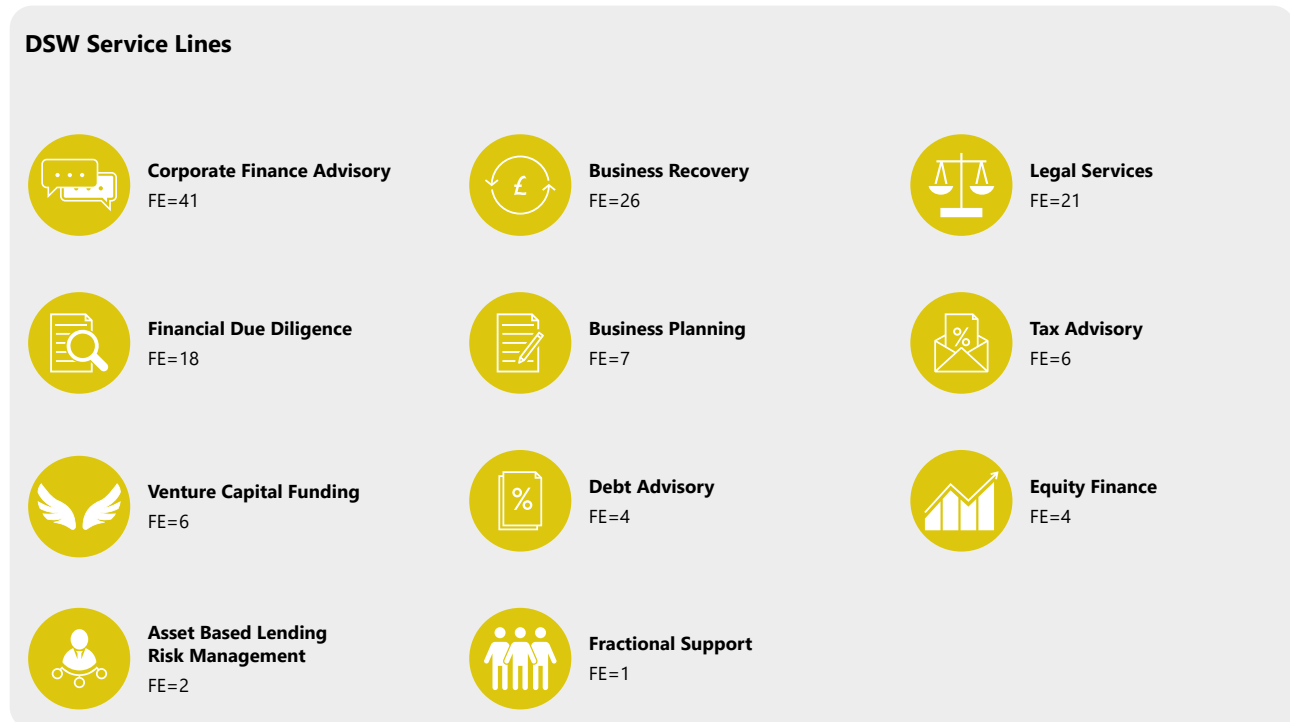 DSW Service Lines
Corporate Finance Advisory
FE=41
Business Recovery
FE=26
Legal Services
FE=21
Financial Due Diligence
FE=18
Business Planning
FE=7
Tax Advisory
FE=6
Venture Capital Funding
FE=6
Debt Advisory
FE=4
Equity Finance
FE=4
Asset Based Lending
Risk Management
FE=2
Fractional Support
FE=1
£
%
%